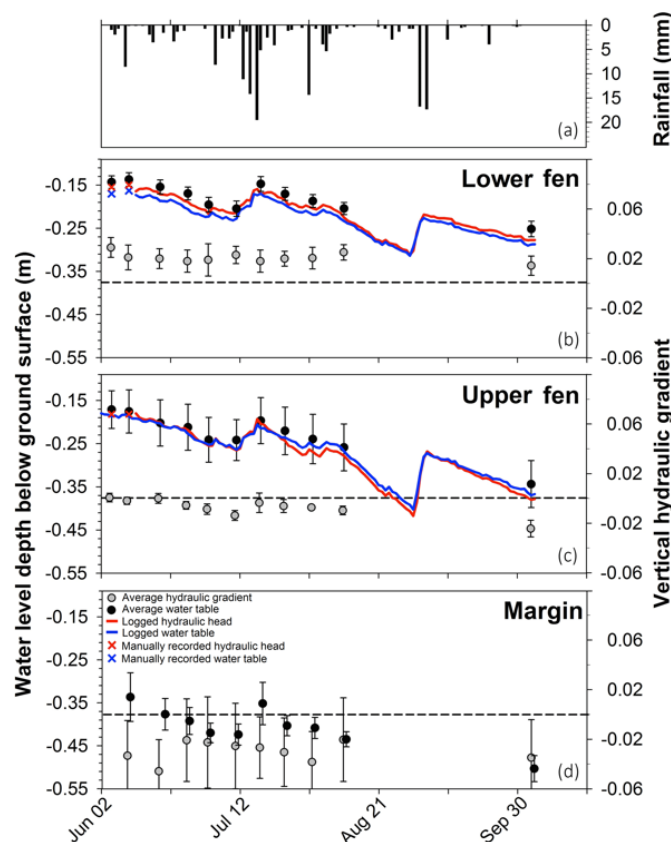 0
5
10
15
20
Rainfall (mm)
(a)
Lower fen
-0.15
-0.25
-0.35
-0.45
-0.55
0.06
0.02
-0.02
-0.06
(b)
Upper fen
-0.15
-0.25
-0.35
-0.45
-0.55
0.06
0.02
-0.02
-0.06
(c)
Margin
Average hydraulic gradient
Average water table
Logged hydraulic head
Logged water table
Manually recorded hydraulic head
Manually recorded water table
-0.15
-0.25
-0.35
-0.45
-0.55
0.06
0.02
-0.02
-0.06
(d)
Water level depth below ground surface (m)
Vertical hydraulic gradient
Jun 02
Jul 12
Aug 21
Sep 30